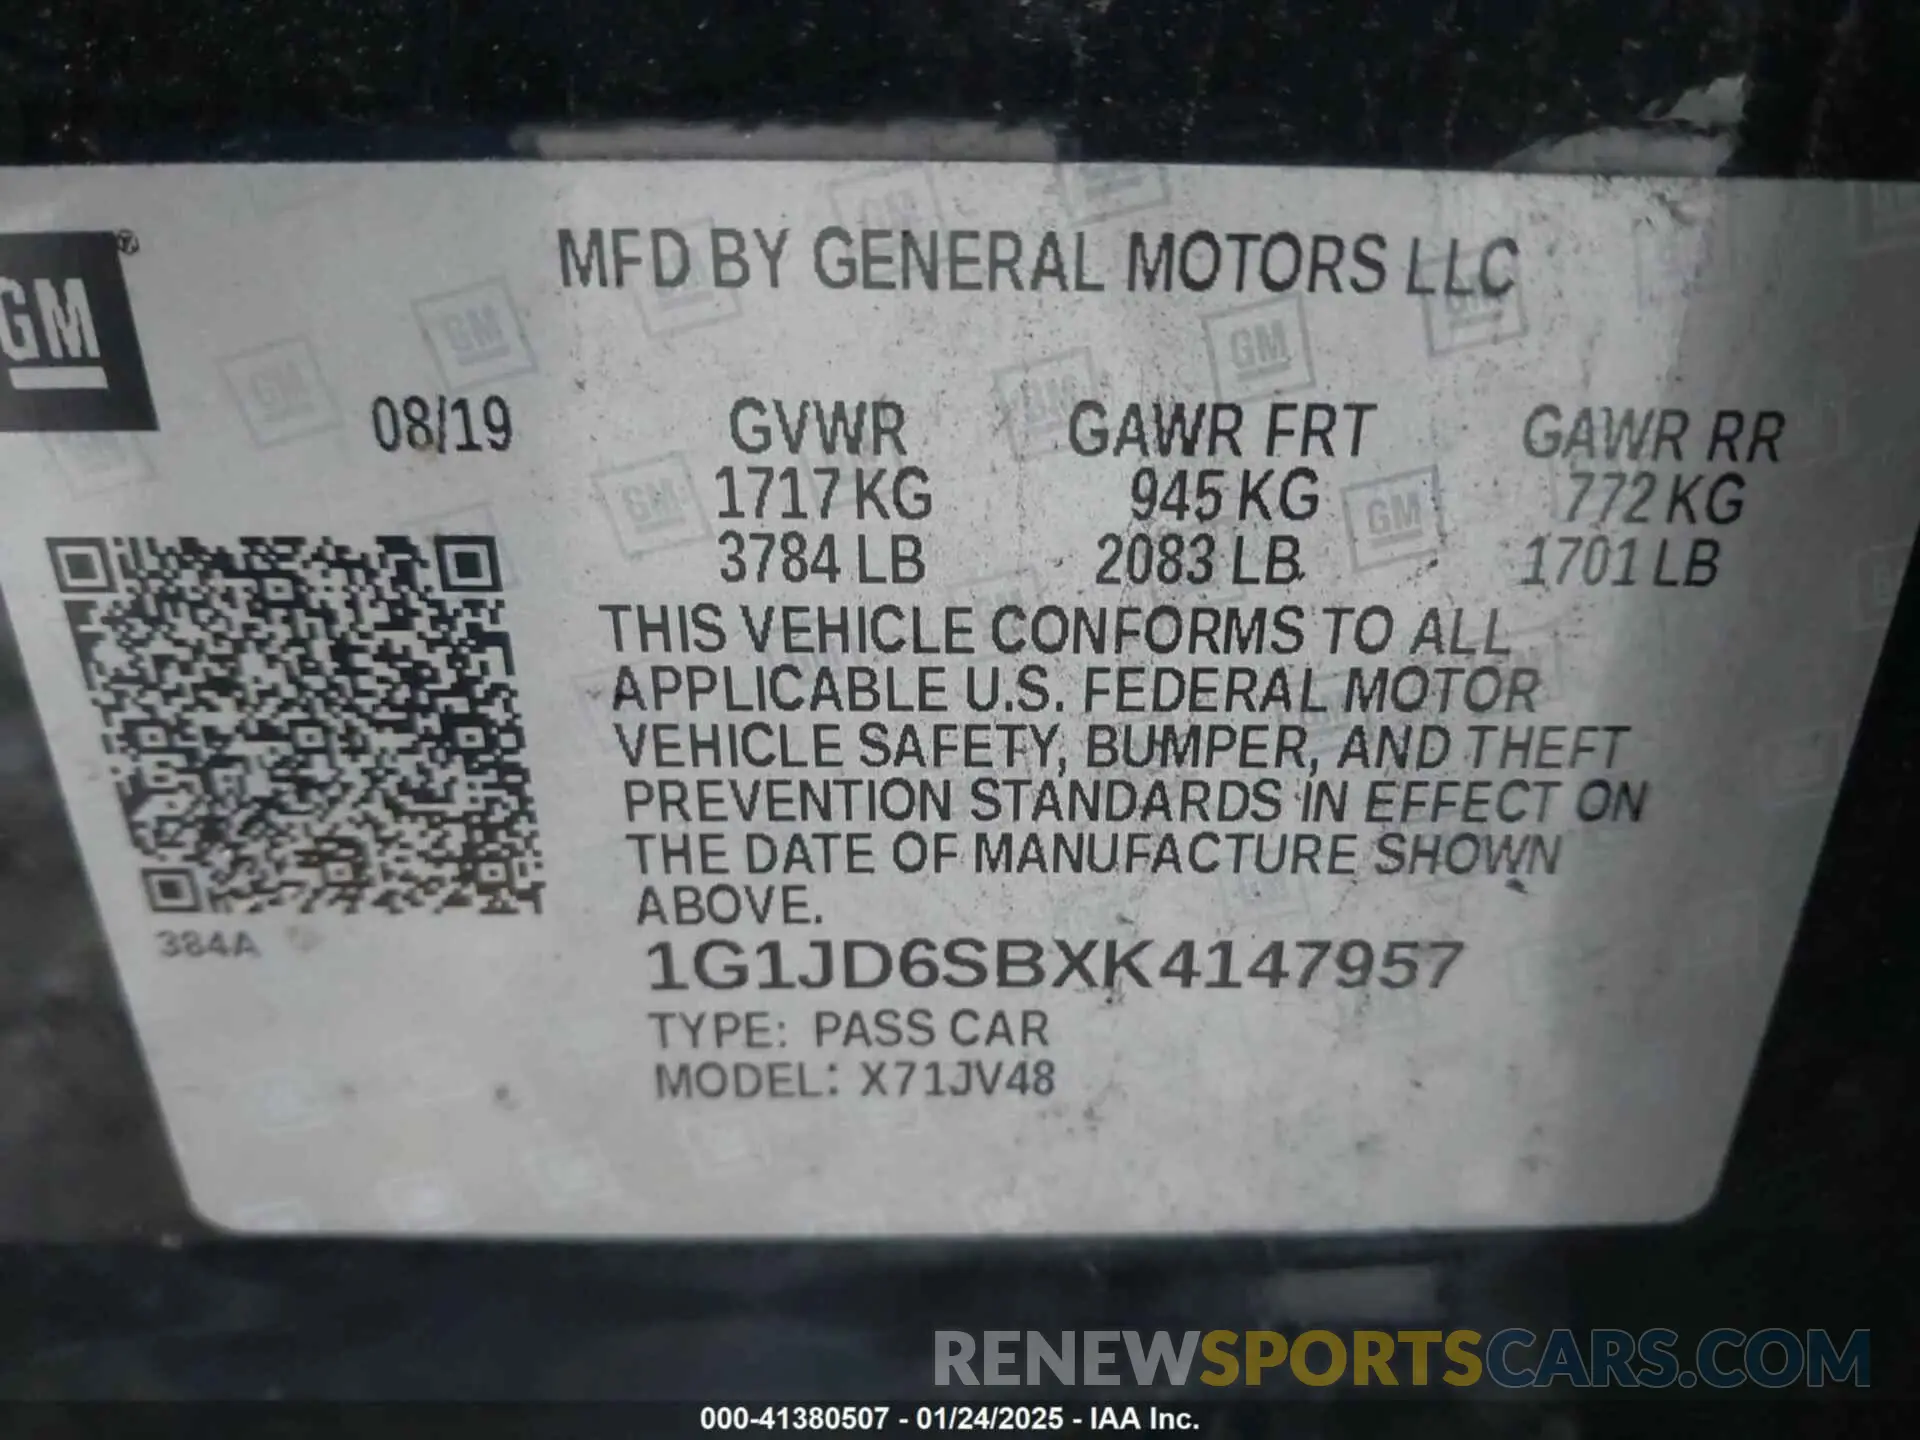 GM®
MFD BY GENERAL MOTORS LLC
08/19 GVWR GAWR FRT GAWR RR
1717 KG 945 KG 772 KG
3784 LB 2083 LB 1701 LB
THIS VEHICLE CONFORMS TO ALL
APPLICABLE U.S. FEDERAL MOTOR
VEHICLE SAFETY, BUMPER, AND THEFT
PREVENTION STANDARDS IN EFFECT ON
THE DATE OF MANUFACTURE SHOWN
ABOVE.
384A
1G1JD6SBXK4147957
TYPE: PASS CAR
MODEL: X71JV48
RENEWSPORTSCARS.COM
000-41380507 - 01/24/2025 - IAA Inc.